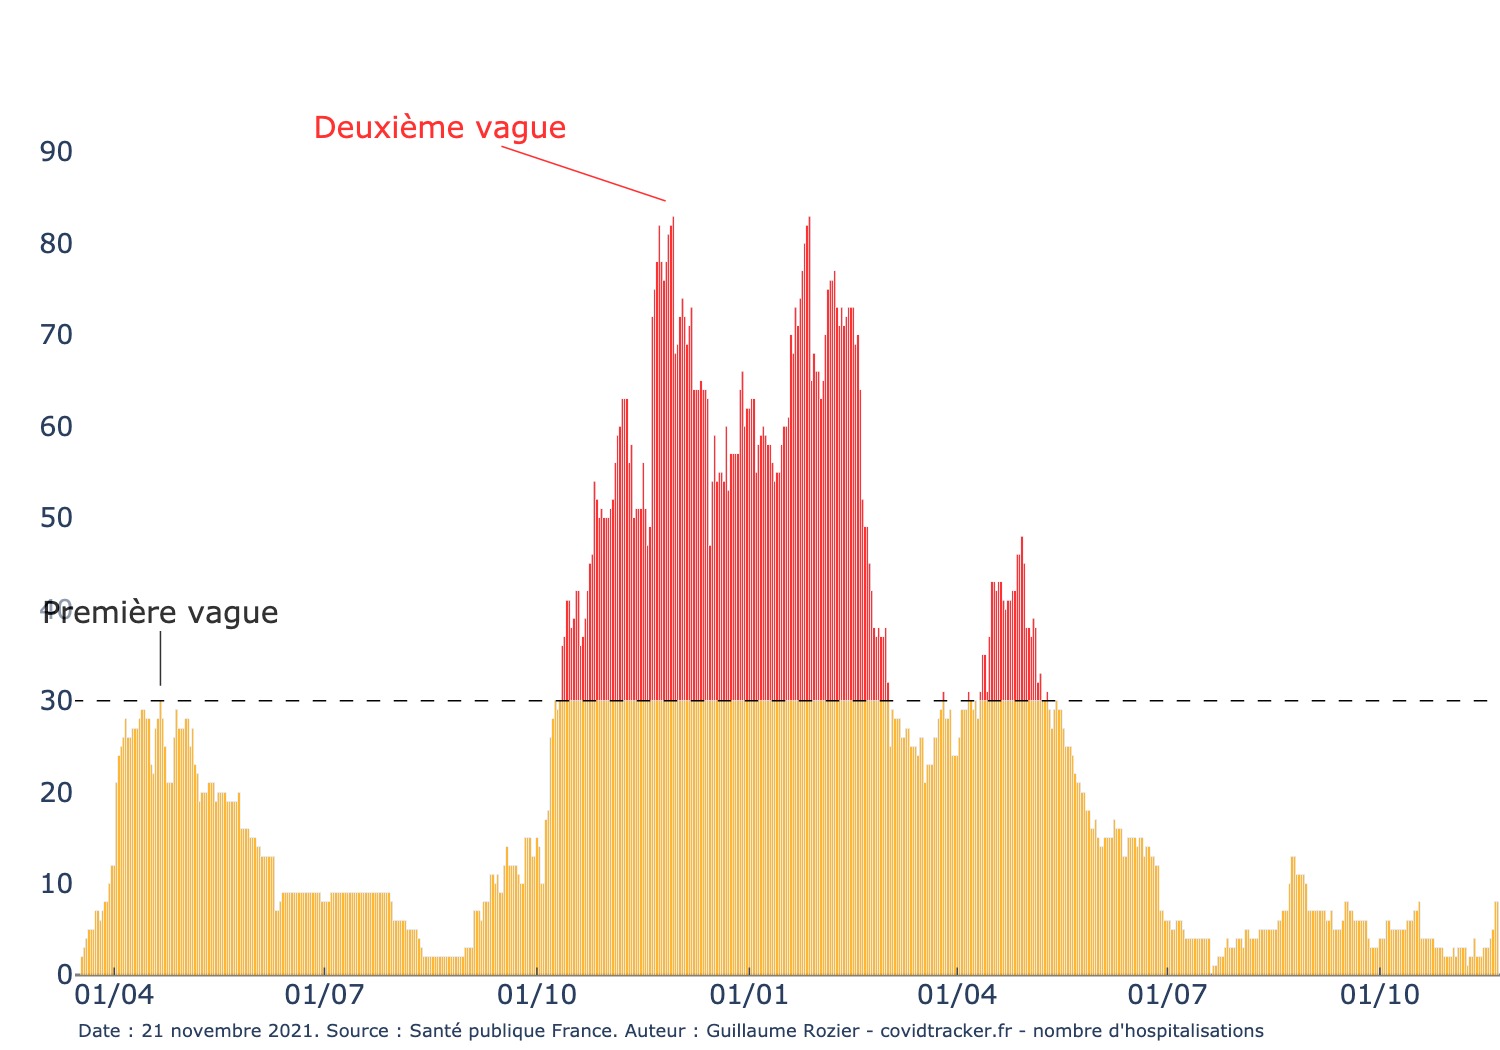 Deuxième vague
90
80
70
60
50
40
Première vague
30
20
10
0
01/04 01/07 01/10 01/01 01/04 01/07 01/10
Date : 21 novembre 2021. Source : Santé publique France. Auteur : Guillaume Rozier - covidtracker.fr - nombre d'hospitalisations